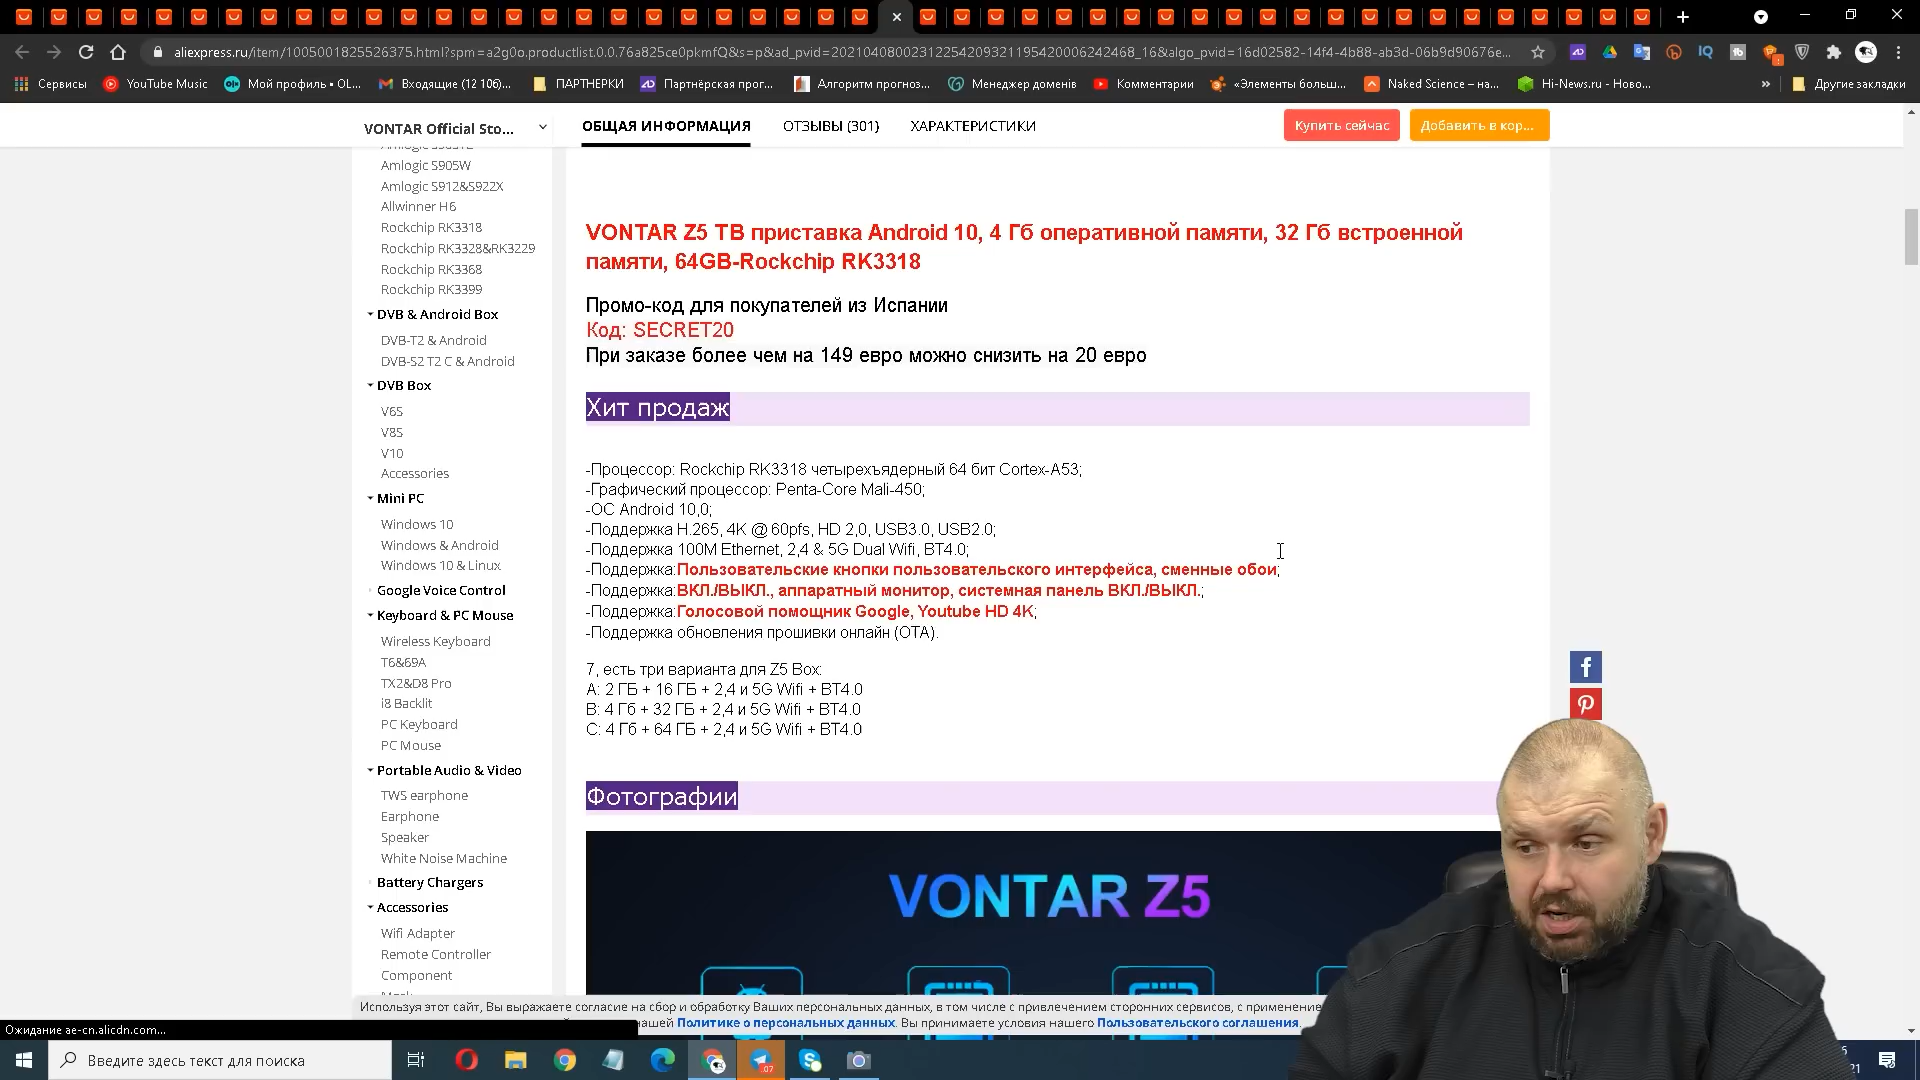 aliexpress.ru/item/1005001825526375.html?spm=a2g0o.productlist.0.0.76a825ce0pkmfQ&s=p&ad_pvid=202104080023122542093211954200062424​68_16&algo_pvid=16d02582-14f4-4b88-ab3d-06b9d90676e...
Сервисы
YouTube Music
Мой профиль • OL...
Входящие (12 106)...
ПАРТНЕРКИ
Партнёрская прог...
Алгоритм прогноз...
Менеджер доменів
Комментарии
«Элементы больш...
Naked Science – на...
Hi-News.ru - Ново...
»
Другие закладки
VONTAR Official Sto...
ОБЩАЯ ИНФОРМАЦИЯ
ОТЗЫВЫ (301)
ХАРАКТЕРИСТИКИ
Купить сейчас
Добавить в кор...
Amlogic S905W
Amlogic S912&S922X
Allwinner H6
Rockchip RK3318
Rockchip RK3328&RK3229
Rockchip RK3368
Rockchip RK3399
DVB & Android Box
DVB-T2 & Android
DVB-S2 T2 C & Android
DVB Box
V6S
V8S
V10
Accessories
Mini PC
Windows 10
Windows & Android
Windows 10 & Linux
Google Voice Control
Keyboard & PC Mouse
Wireless Keyboard
T6&69A
TX2&D8 Pro
i8 Backlit
PC Keyboard
PC Mouse
Portable Audio & Video
TWS earphone
Earphone
Speaker
White Noise Machine
Battery Chargers
Accessories
Wifi Adapter
Remote Controller
Component
VONTAR Z5 ТВ приставка Android 10, 4 Гб оперативной памяти, 32 Гб встроенной
памяти, 64GB-Rockchip RK3318
Промо-код для покупателей из Испании
Код: SECRET20
При заказе более чем на 149 евро можно снизить на 20 евро
Хит продаж
-Процессор: Rockchip RK3318 четырехъядерный 64 бит Cortex-A53;
-Графический процессор: Penta-Core Mali-450;
-ОС Android 10,0;
-Поддержка H.265, 4K @ 60pfs, HD 2,0, USB3.0, USB2.0;
-Поддержка 100M Ethernet, 2,4 & 5G Dual Wifi, BT4.0;
-Поддержка:Пользовательские кнопки пользовательского интерфейса, сменные обои;
-Поддержка:ВКЛ./ВЫКЛ., аппаратный монитор, системная панель ВКЛ./ВЫКЛ.;
-Поддержка:Голосовой помощник Google, Youtube HD 4K;
-Поддержка обновления прошивки онлайн (OTA).
7, есть три варианта для Z5 Box:
A: 2 ГБ + 16 ГБ + 2,4 и 5G Wifi + BT4.0
B: 4 Гб + 32 ГБ + 2,4 и 5G Wifi + BT4.0
C: 4 Гб + 64 ГБ + 2,4 и 5G Wifi + BT4.0
Фотографии
VONTAR Z5
Используя этот сайт, Вы выражаете согласие на сбор и обработку Ваших персональных данных, в том числе с привлечением сторонних сервисов, с применение
нашей Политике о персональных данных. Вы принимаете условия нашего Пользовательского соглашения.
Ожидание ae-cn.alicdn.com...
Введите здесь текст для поиска